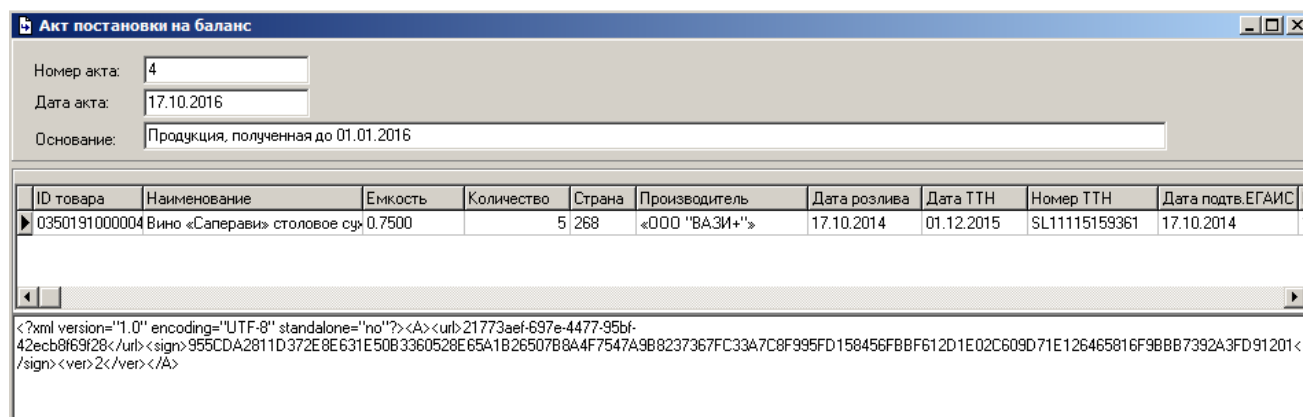 Акт постановки на баланс
Номер акта: 4
Дата акта: 17.10.2016
Основание: Продукция, полученная до 01.01.2016
ID товара Наименование Емкость Количество Страна Производитель Дата розлива Дата ТТН Номер ТТН Дата подтв.ЕГАИС
0350191000004 Вино «Саперави» столовое сух 0.7500 5 268 «ООО "ВАЗИ+"» 17.10.2014 01.12.2015 SL11115159361 17.10.2014
<?xml version="1.0" encoding="UTF-8" standalone="no"?><A><url>21773aef-697e-4477-95bf-
42ecb8f69f28</url><sign>955CDA2811D372E8E631E50B3360528E65A1B26507B8A4F7547A9B8237367FC33A7C8F995FD158456FBBF612D1E02C609D71E126465816F9BBB7392A3FD91201<
/sign><ver>2</ver></A>